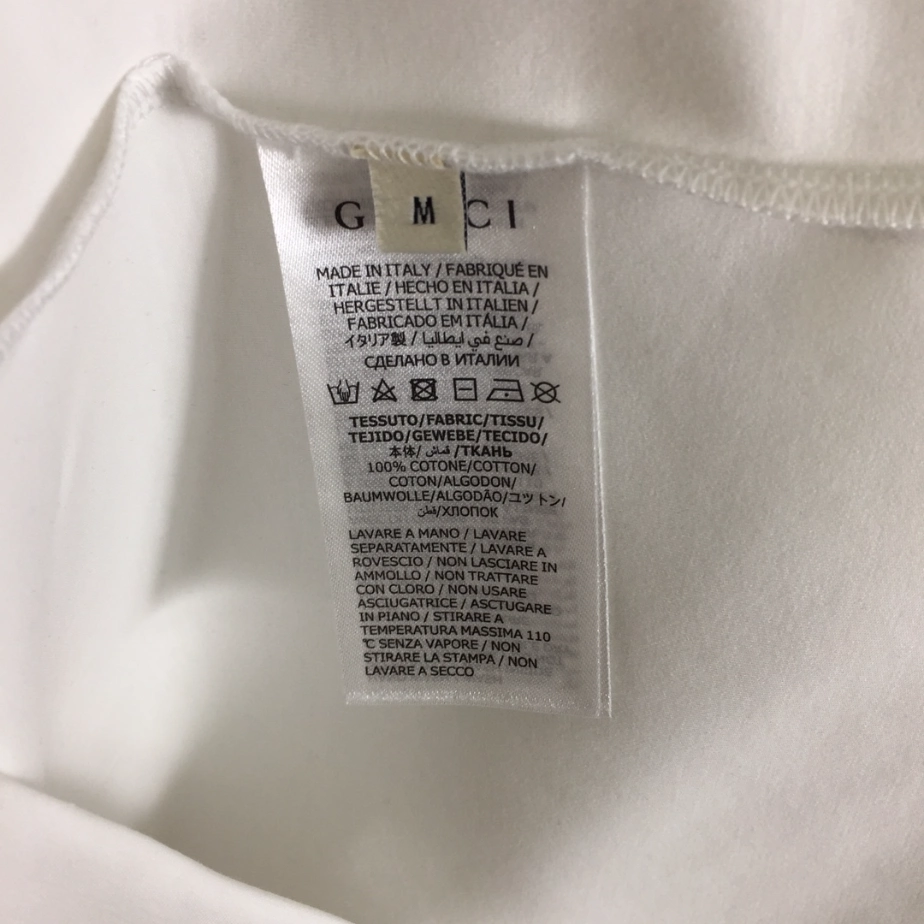 G CI
M
MADE IN ITALY / FABRIQUÉ EN
ITALIE / HECHO EN ITALIA /
HERGESTELLT IN ITALIEN /
FABRICADO EM ITÁLIA /
イタリア製 / صنع في ايطاليا /
СДЕЛАНО В ИТАЛИИ
TESSUTO/FABRIC/TISSU/
TEJIDO/GEWEBE/TECIDO/
本体/ قماش /ТКАНЬ
100% COTONE/COTTON/
COTON/ALGODON/
BAUMWOLLE/ALGODÃO/コットン/
قطن/ХЛОПОК
LAVARE A MANO / LAVARE
SEPARATAMENTE / LAVARE A
ROVESCIO / NON LASCIARE IN
AMMOLLO / NON TRATTARE
CON CLORO / NON USARE
ASCIUGATRICE / ASCTUGARE
IN PIANO / STIRARE A
TEMPERATURA MASSIMA 110
°C SENZA VAPORE / NON
STIRARE LA STAMPA / NON
LAVARE A SECCO